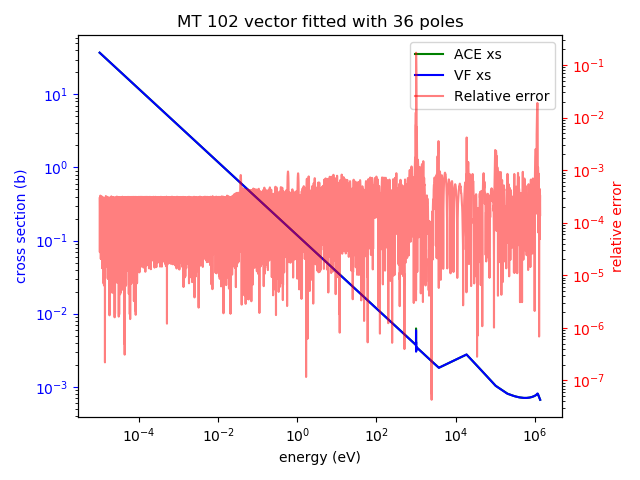 MT 102 vector fitted with 36 poles
ACE xs
VF xs
Relative error
cross section (b)
10^1
10^0
10^-1
10^-2
10^-3
10^-1
10^-2
10^-3
10^-4
10^-5
10^-6
10^-7
relative error
10^-4
10^-2
10^0
10^2
10^4
10^6
energy (eV)